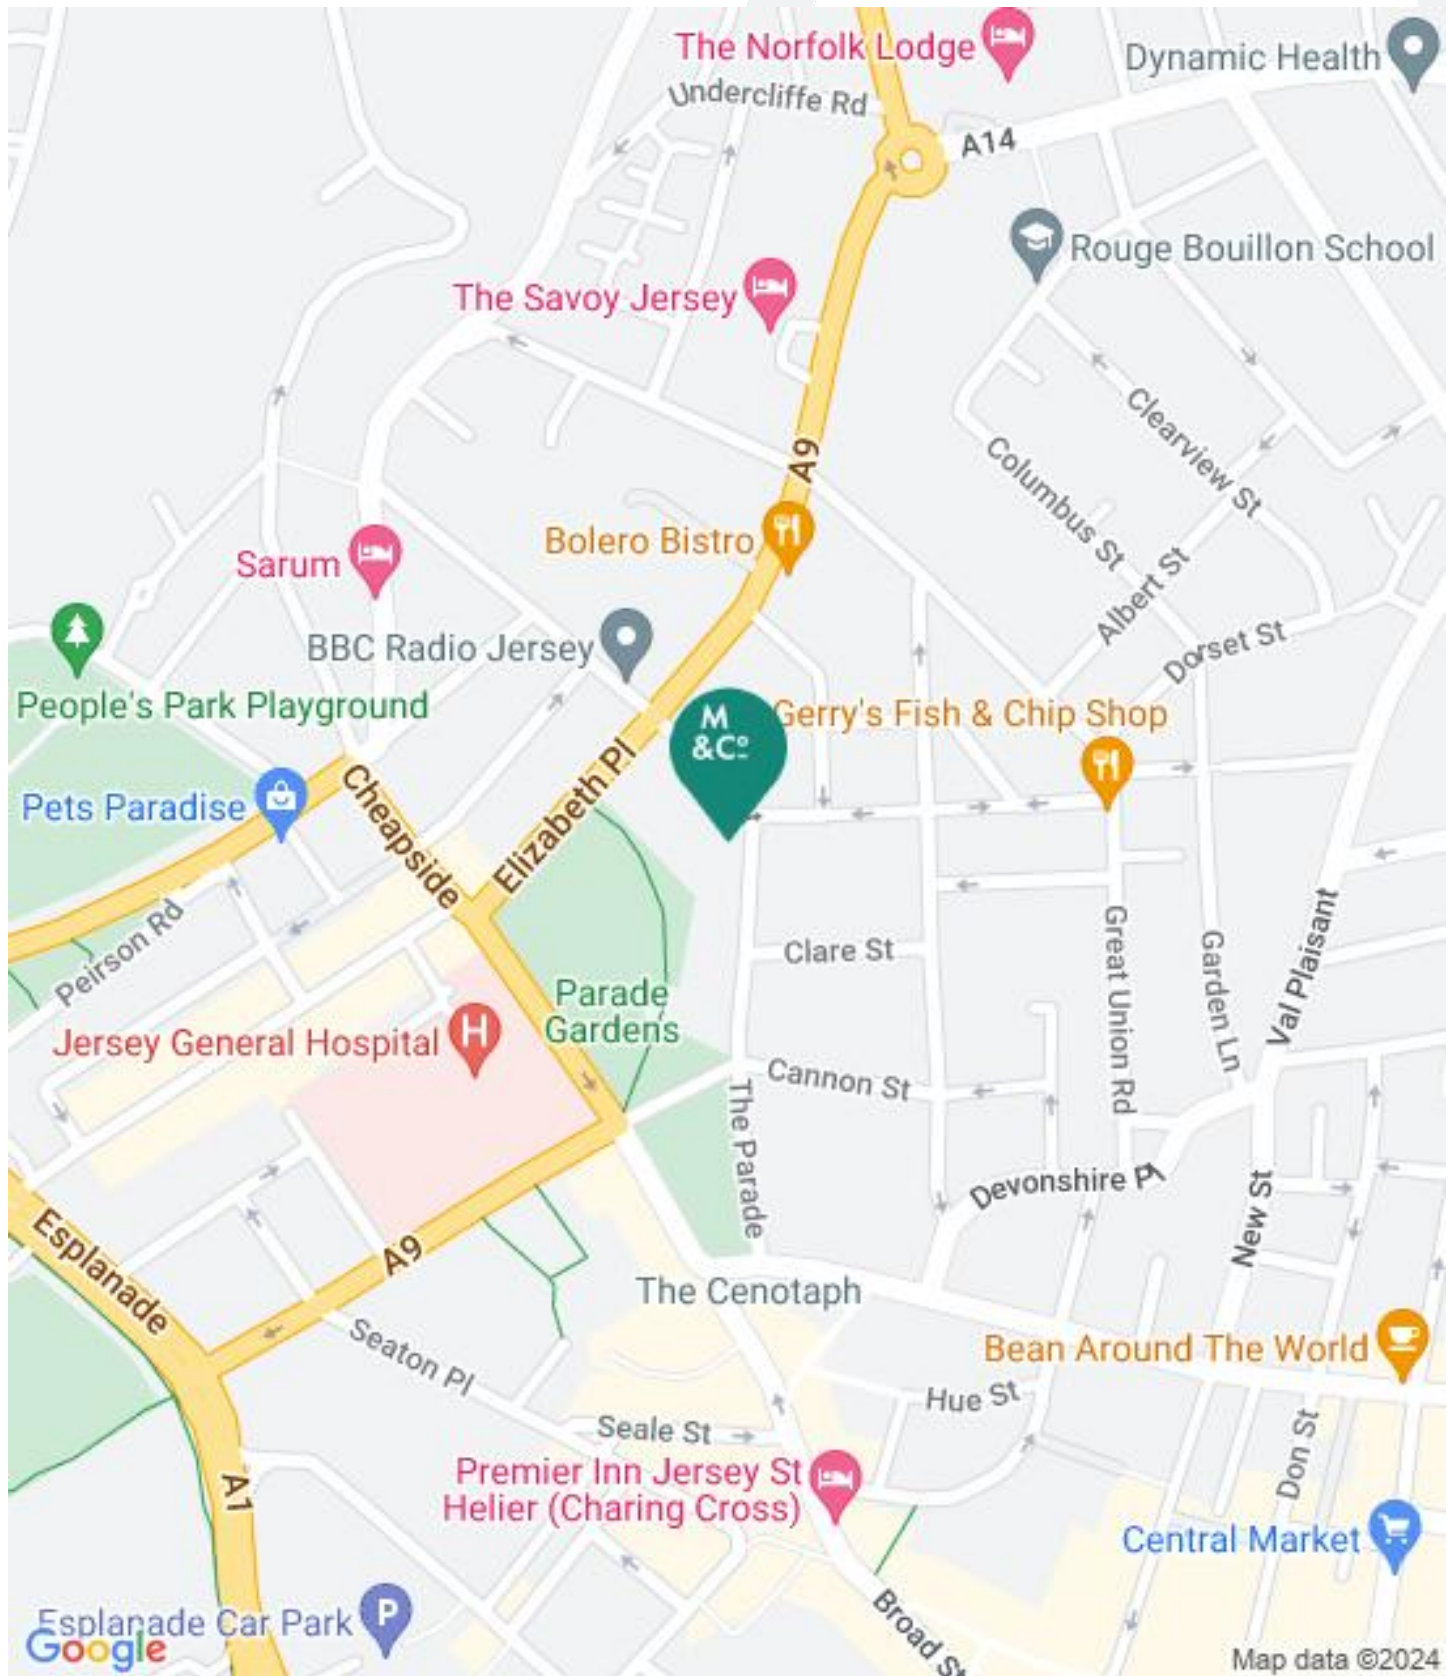 The Norfolk Lodge
Dynamic Health
Undercliffe Rd
A14
Rouge Bouillon School
The Savoy Jersey
A9
Clearview St
Columbus St
Bolero Bistro
Sarum
Albert St
BBC Radio Jersey
Dorset St
People's Park Playground
M
&Co
Gerry's Fish & Chip Shop
Pets Paradise
Cheapside
Elizabeth Pl
Peirson Rd
Clare St
Great Union Rd
Garden Ln
Val Plaisant
Parade
Gardens
Jersey General Hospital
H
Cannon St
The Parade
Devonshire Pl
New St
Esplanade
A9
The Cenotaph
Seaton Pl
Bean Around The World
Hue St
Seale St
Don St
Premier Inn Jersey St
Helier (Charing Cross)
A1
Central Market
Esplanade Car Park
P
Broad St
Google
Map data ©2024